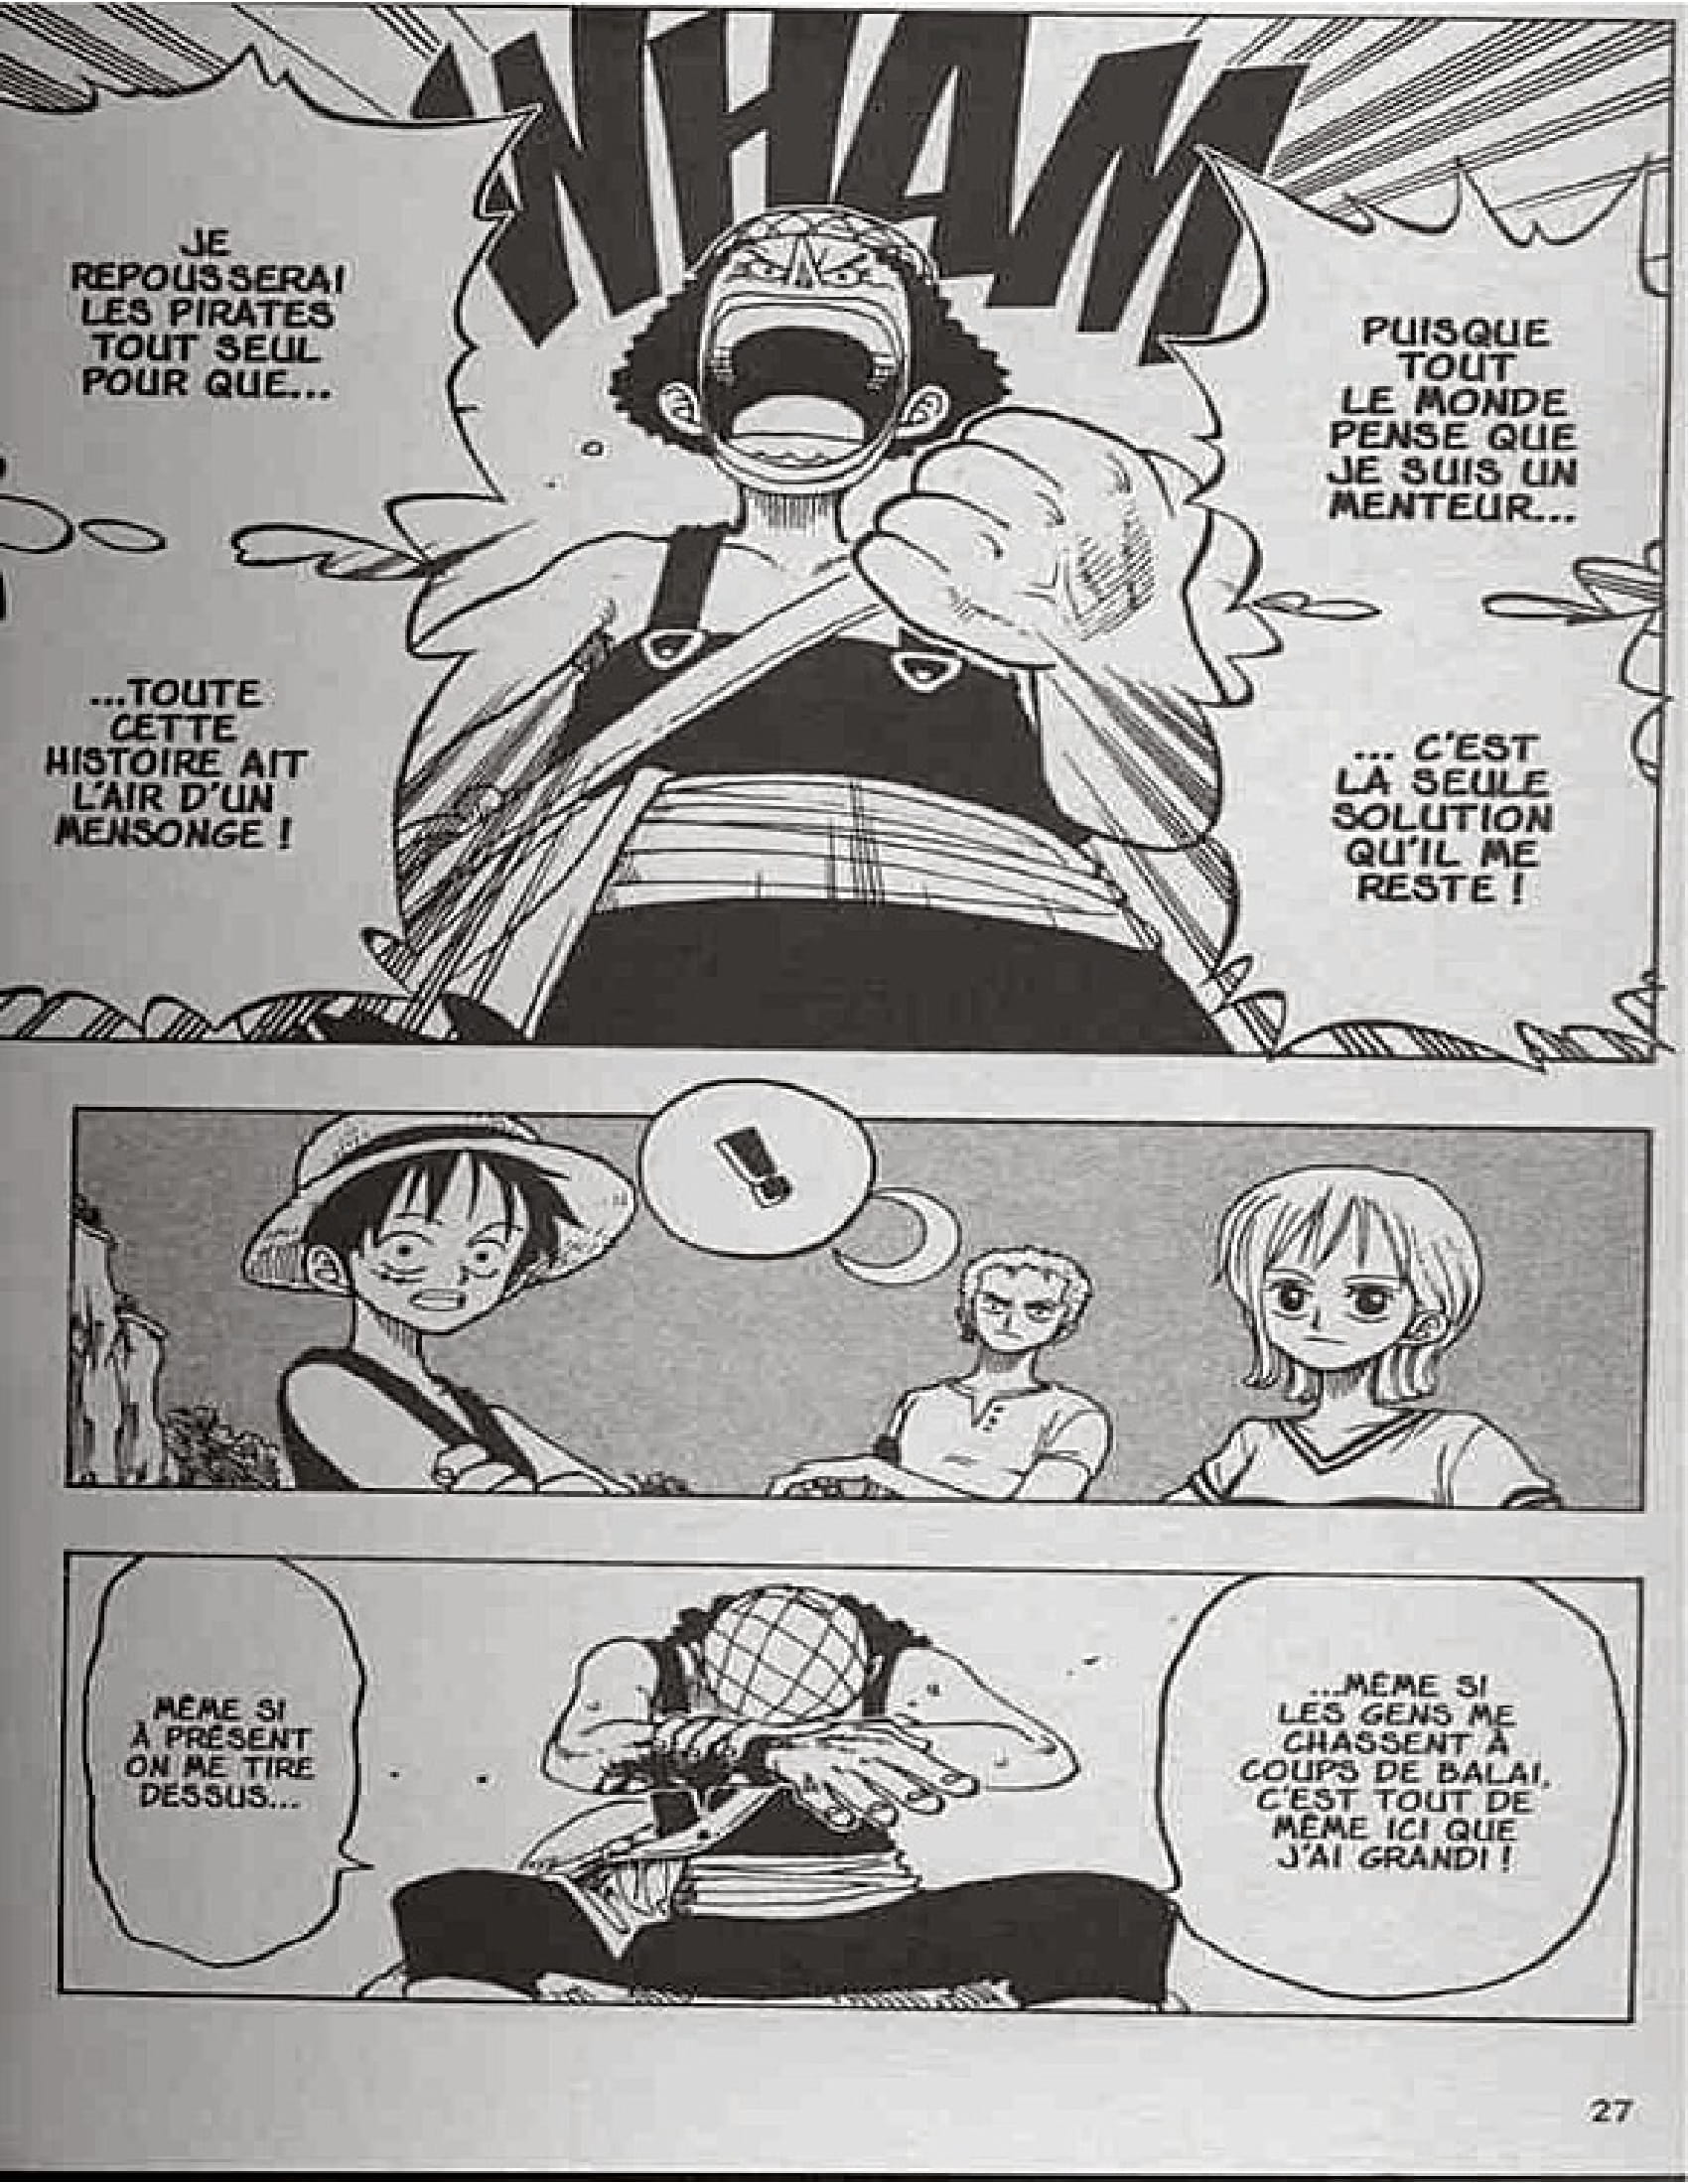 WHAM
PUISQUE
TOUT
LE MONDE
PENSE QUE
JE SUIS UN
MENTEUR...
... C'EST
LA SEULE
SOLUTION
QU'IL ME
RESTE !
JE
REPOUSSERAI
LES PIRATES
TOUT SEUL
POUR QUE...
...TOUTE
CETTE
HISTOIRE AIT
L'AIR D'UN
MENSONGE !
!
...MÊME SI
LES GENS ME
CHASSENT À
COUPS DE BALAI,
C'EST TOUT DE
MÊME ICI QUE
J'AI GRANDI !
MÊME SI
À PRÉSENT
ON ME TIRE
DESSUS...
27